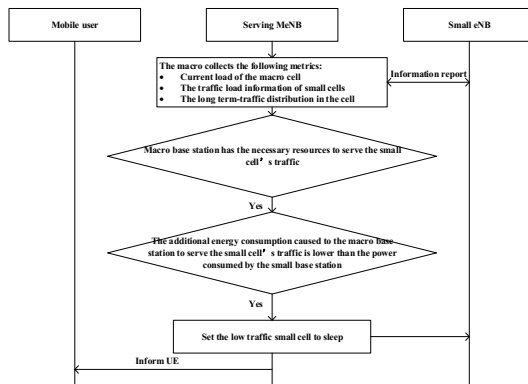 Mobile user
Serving MeNB
Small eNB
The macro collects the following metrics:
• Current load of the macro cell
• The traffic load information of small cells
• The long term-traffic distribution in the cell
Information report
Macro base station has the necessary resources to serve the small
cell’s traffic
Yes
The additional energy consumption caused to the macro base
station to serve the small cell’s traffic is lower than the power
consumed by the small base station
Yes
Set the low traffic small cell to sleep
Inform UE